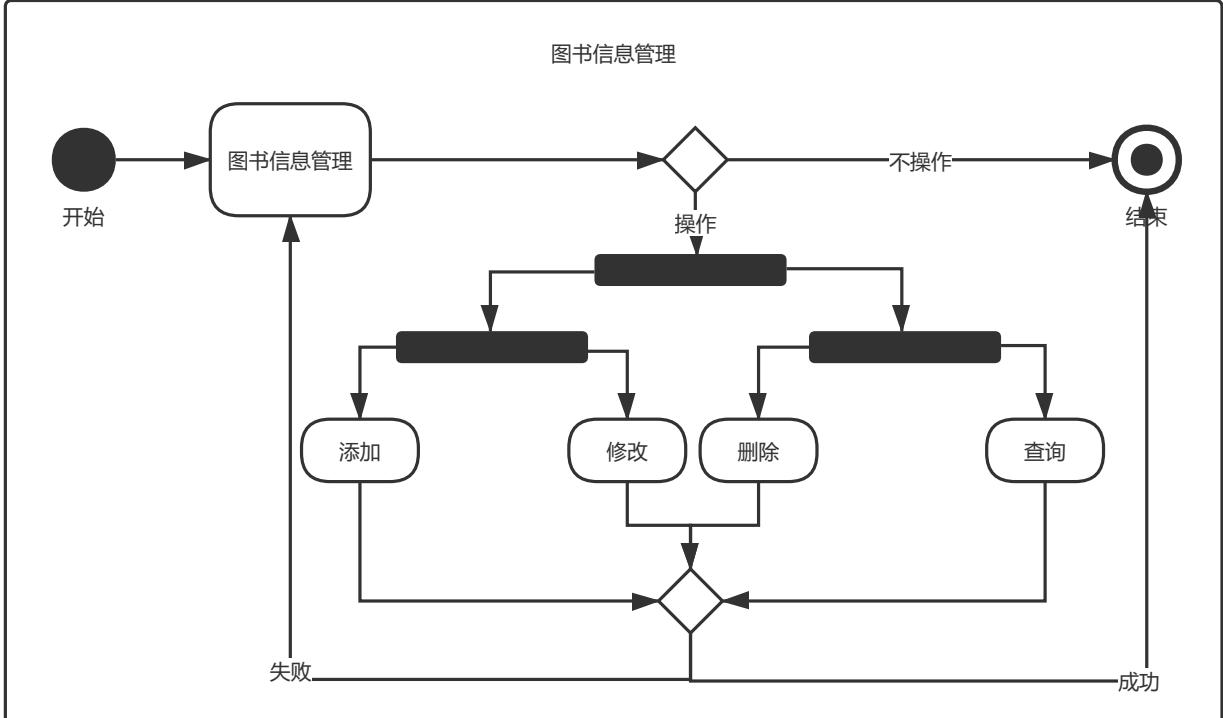 图书信息管理
图书信息管理
不操作
开始
操作
结束
添加
修改
删除
查询
失败
成功